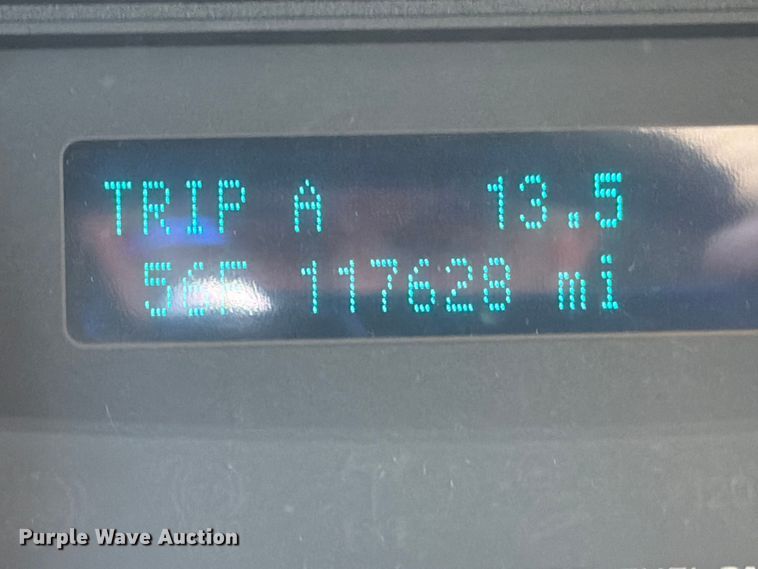 TRIP A 13.5
117628 mi
Purple Wave Auction